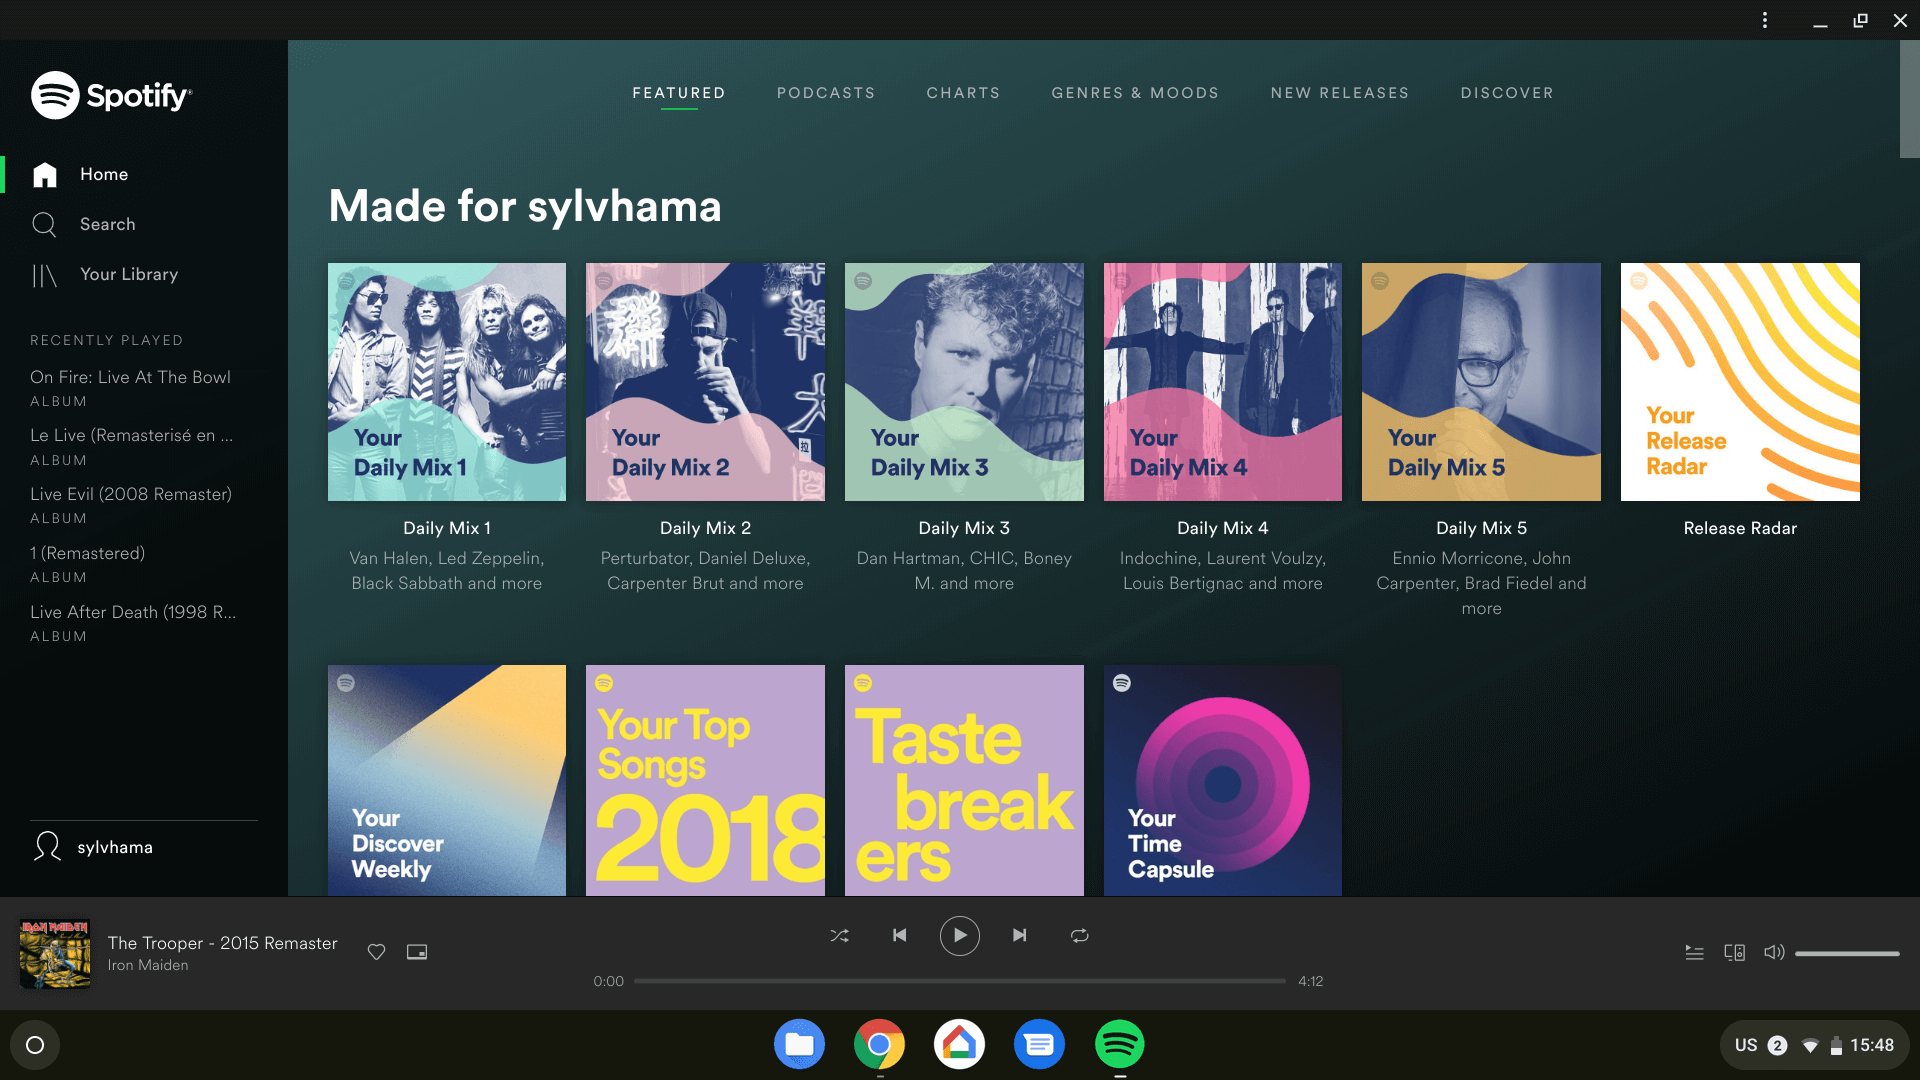 Spotify
Home
Search
Your Library
RECENTLY PLAYED
On Fire: Live At The Bowl
ALBUM
Le Live (Remasterisé en ...
ALBUM
Live Evil (2008 Remaster)
ALBUM
1 (Remastered)
ALBUM
Live After Death (1998 R...
ALBUM
sylvhama
FEATURED PODCASTS CHARTS GENRES & MOODS NEW RELEASES DISCOVER
Made for sylvhama
Your
Daily Mix 1
Your
Daily Mix 2
Your
Daily Mix 3
Your
Daily Mix 4
Your
Daily Mix 5
Your
Release
Radar
Daily Mix 1
Van Halen, Led Zeppelin,
Black Sabbath and more
Daily Mix 2
Perturbator, Daniel Deluxe,
Carpenter Brut and more
Daily Mix 3
Dan Hartman, CHIC, Boney
M. and more
Daily Mix 4
Indochine, Laurent Voulzy,
Louis Bertignac and more
Daily Mix 5
Ennio Morricone, John
Carpenter, Brad Fiedel and
more
Release Radar
Your
Discover
Weekly
Your Top
Songs
2018
Taste
break
ers
Your
Time
Capsule
IRON MAIDEN
The Trooper - 2015 Remaster
Iron Maiden
0:00
4:12
US 2 15:48